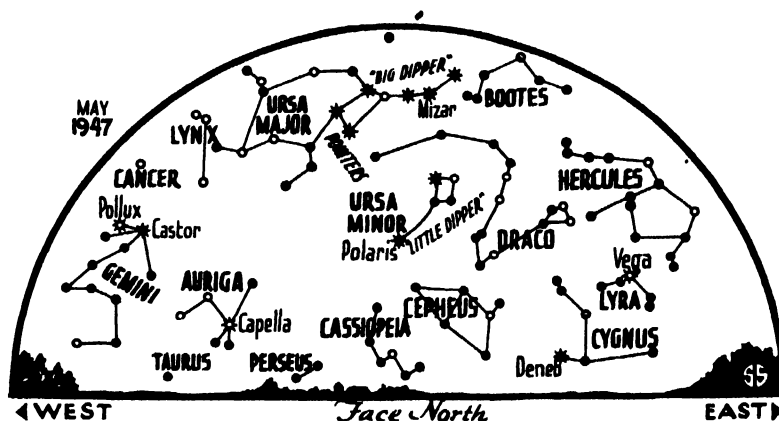 "BIG DIPPER"
Mizar
BOOTES
MAY
1947
URSA
MAJOR
LYNX
POINTERS
CANCER
HERCULES
Pollux
Castor
URSA
MINOR
"LITTLE DIPPER"
Polaris
DRACO
GEMINI
AURIGA
Vega
LYRA
CEPHEUS
Capella
CASSIOPEIA
CYGNUS
TAURUS
PERSEUS
Deneb
SS
WEST
Face North
EAST